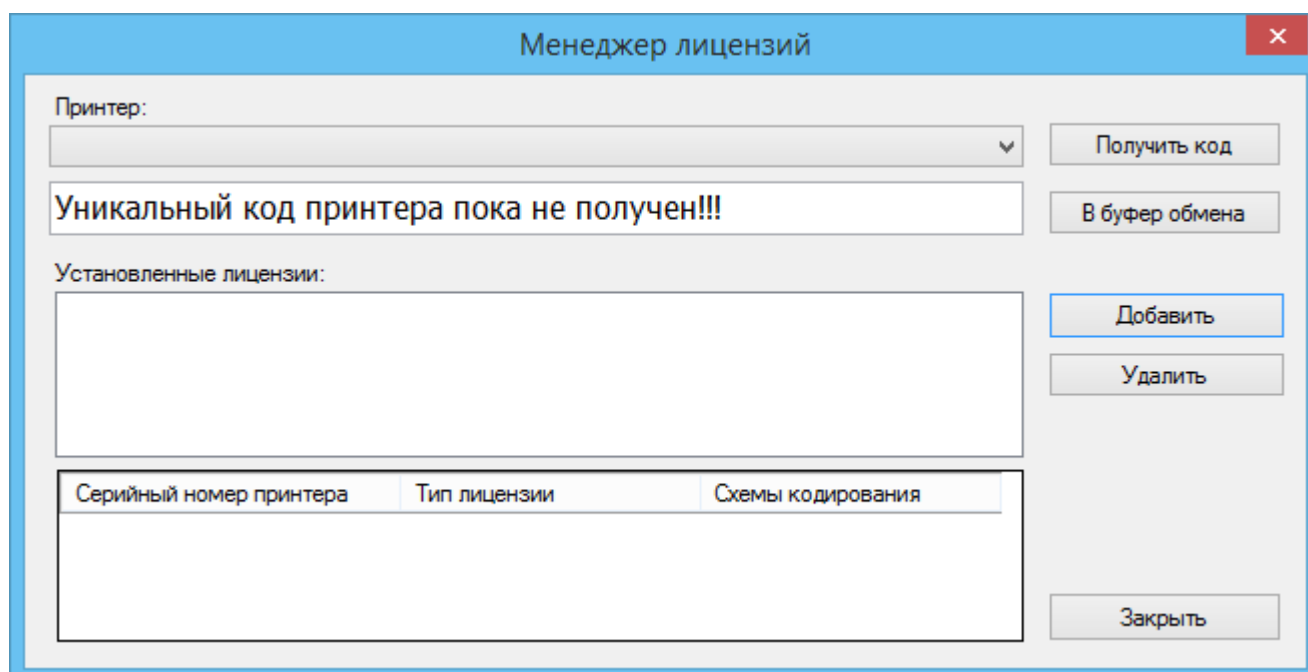 Менеджер лицензий
Принтер:
Получить код
Уникальный код принтера пока не получен!!!
В буфер обмена
Установленные лицензии:
Добавить
Удалить
Серийный номер принтера Тип лицензии Схемы кодирования
Закрыть